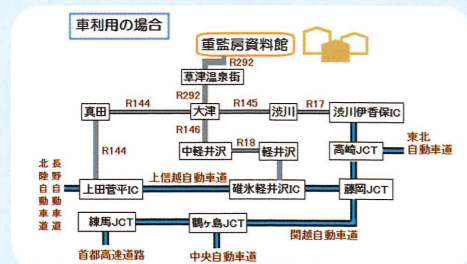 車利用の場合
重監房資料館
R292
草津温泉街
R292
真田
R144
大津
R145
渋川
R17
渋川伊香保IC
R146
R144
中軽井沢
R18
軽井沢
高崎JCT
東北
自動車道
北陸自動車道
長野自動車道
上田菅平IC
上信越自動車道
碓氷軽井沢IC
藤岡JCT
練馬JCT
鶴ヶ島JCT
関越自動車道
首都高速道路
中央自動車道